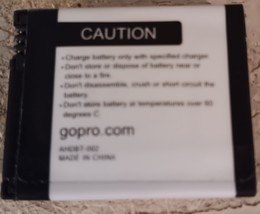 CAUTION
• Charge battery only with specified charger.
• Don't store or dispose of battery near or
close to a fire.
• Don't disassemble, crush or short circuit the
battery.
• Don't store battery at temperatures over 60
degrees C.
gopro.com
AHDBT-002
MADE IN CHINA